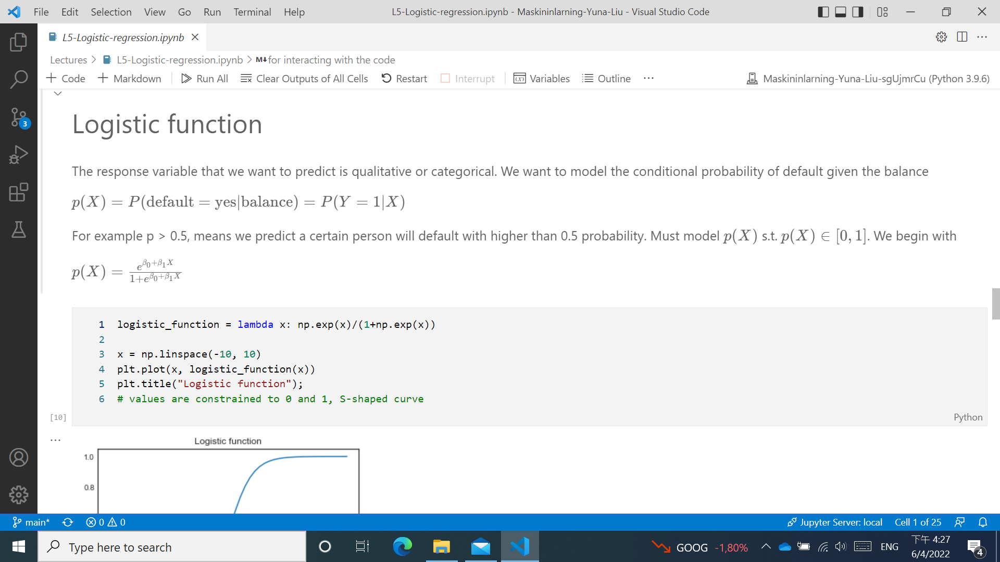 File Edit Selection View Go Run Terminal Help L5-Logistic-regression.ipynb - Maskininlarning-Yuna-Liu - Visual Studio Code
L5-Logistic-regression.ipynb
Lectures > L5-Logistic-regression.ipynb > M↓ for interacting with the code
+ Code + Markdown Run All Clear Outputs of All Cells Restart Interrupt (x) Variables Outline ··· Maskininlarning-Yuna-Liu-sgUjmrCu (Python 3.9.6)
3
Logistic function
The response variable that we want to predict is qualitative or categorical. We want to model the conditional probability of default given the balance
p(X) = P(default = yes|balance) = P(Y = 1|X)
For example p > 0.5, means we predict a certain person will default with higher than 0.5 probability. Must model p(X) s.t. p(X) ∈ [0, 1]. We begin with
p(X) = e^{β₀+β₁X} / 1+e^{β₀+β₁X}
1 logistic_function = lambda x: np.exp(x)/(1+np.exp(x))
2
3 x = np.linspace(-10, 10)
4 plt.plot(x, logistic_function(x))
5 plt.title("Logistic function");
6 # values are constrained to 0 and 1, S-shaped curve
[10] Python
···
Logistic function
1.0
0.8
main* 0 0 Jupyter Server: local Cell 1 of 25
Type here to search GOOG -1,80% ENG 下午 4:27
6/4/2022 4